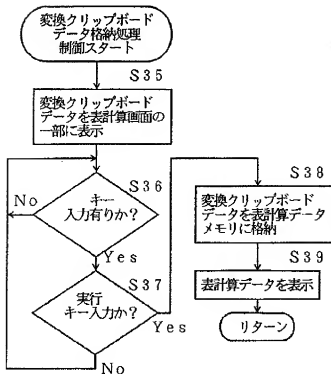 変換クリップボード
データ格納処理
制御スタート
S35
変換クリップボード
データを表計算画面の
一部に表示
S36
キー
入力有りか?
No
Yes
S37
実行
キー入力か?
Yes
No
S38
変換クリップボード
データを表計算データ
メモリに格納
S39
表計算データを表示
リターン